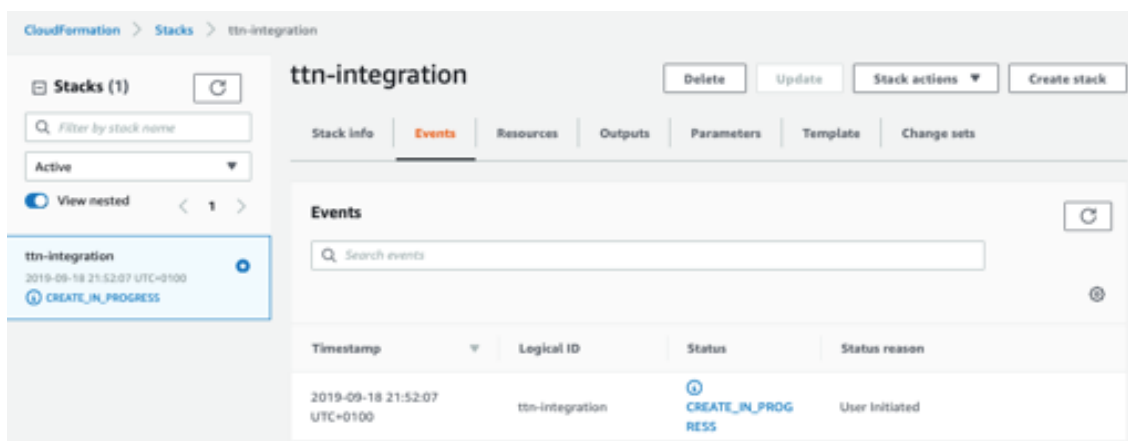 CloudFormation > Stacks > ttn-integration
Stacks (1)
Filter by stack name
Active
View nested
< 1 >
ttn-integration
2019-09-18 21:52:07 UTC+0100
CREATE_IN_PROGRESS
ttn-integration
Delete Update Stack actions Create stack
Stack info Events Resources Outputs Parameters Template Change sets
Events
Search events
Timestamp Logical ID Status Status reason
2019-09-18 21:52:07
UTC+0100
ttn-integration
CREATE_IN_PROG
RESS
User Initiated